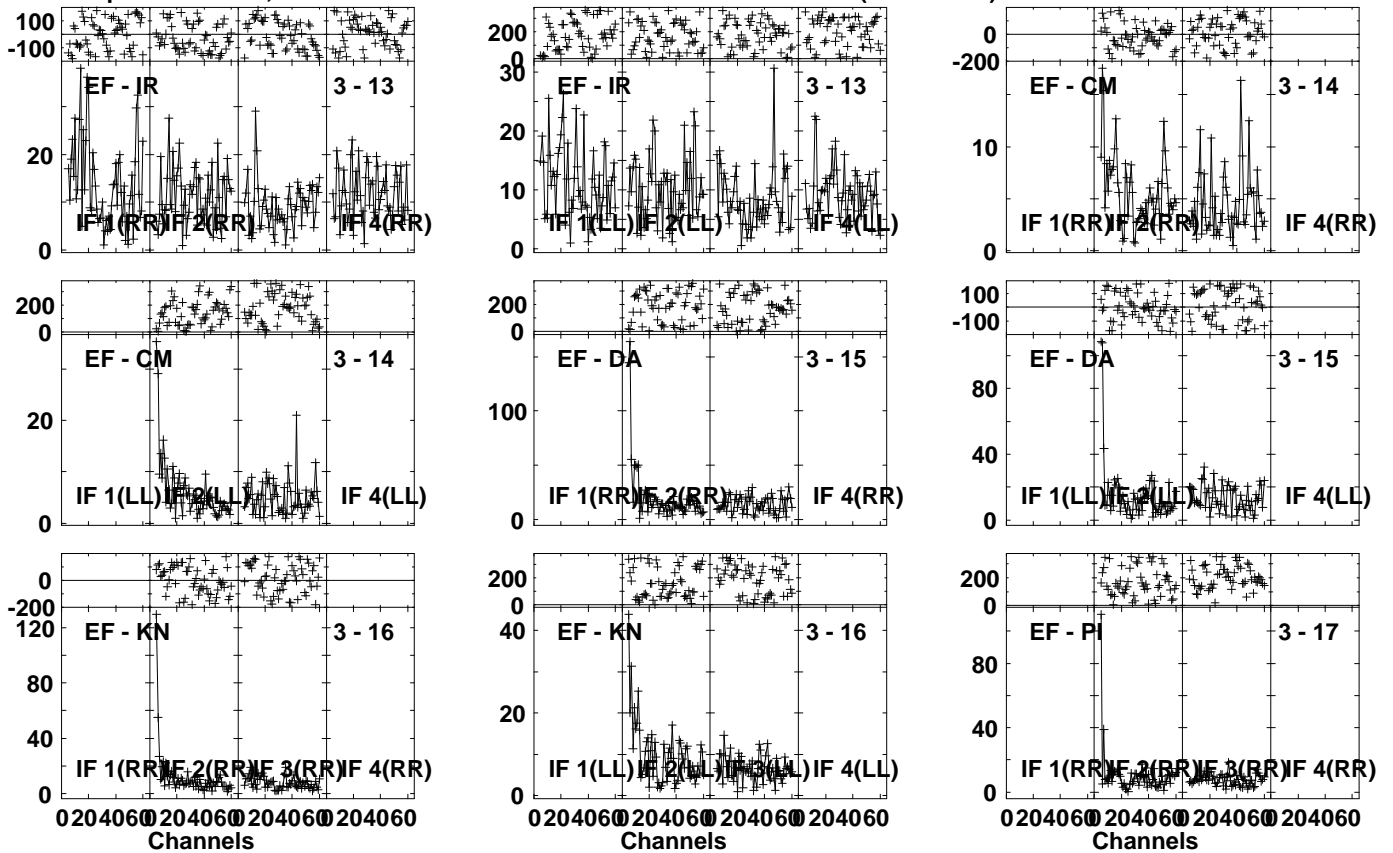 100
-100
EF - IR
3 - 13
20
0
IF 1(RR)
IF 2(RR)
IF 4(RR)
200
0
30
EF - IR
3 - 13
20
10
0
IF 1(LL)
IF 2(LL)
IF 4(LL)
0
-200
EF - CM
3 - 14
10
0
IF 1(RR)
IF 2(RR)
IF 4(RR)
200
0
EF - CM
3 - 14
20
0
IF 1(LL)
IF 2(LL)
IF 4(LL)
200
0
EF - DA
3 - 15
100
0
IF 1(RR)
IF 2(RR)
IF 4(RR)
100
-100
EF - DA
3 - 15
80
40
0
IF 1(LL)
IF 2(LL)
IF 4(LL)
0
-200
120
EF - KN
3 - 16
80
40
0
IF 1(RR)
IF 2(RR)
IF 3(RR)
IF 4(RR)
0 20 40 60 0 20 40 60 0 20 40 60 0 20 40 60
Channels
200
0
40
EF - KN
3 - 16
20
0
IF 1(LL)
IF 2(LL)
IF 3(LL)
IF 4(LL)
0 20 40 60 0 20 40 60 0 20 40 60 0 20 40 60
Channels
200
0
EF - PI
3 - 17
80
40
0
IF 1(RR)
IF 2(RR)
IF 3(RR)
IF 4(RR)
0 20 40 60 0 20 40 60 0 20 40 60 0 20 40 60
Channels